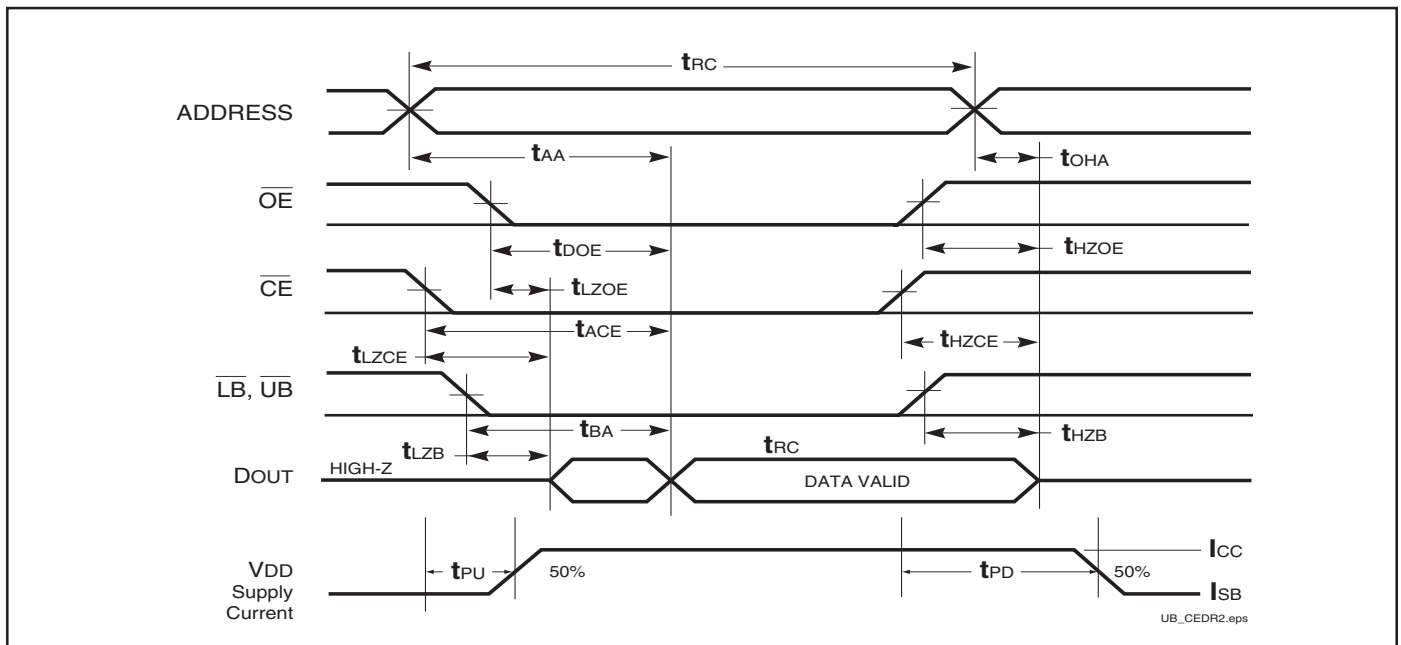 tRC
ADDRESS
tAA
tOHA
OE
tDOE
tHZOE
CE
tLZOE
tACE
tHZCE
tLZCE
LB, UB
tBA
tHZB
tLZB
tRC
DOUT
HIGH-Z
DATA VALID
ICC
VDD
Supply
Current
tPU
50%
tPD
50%
ISB
UB_CEDR2.eps